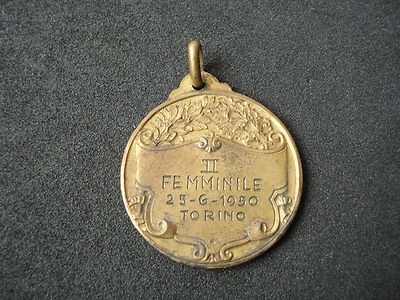 II
FEMMINILE
25-6-1950
TORINO